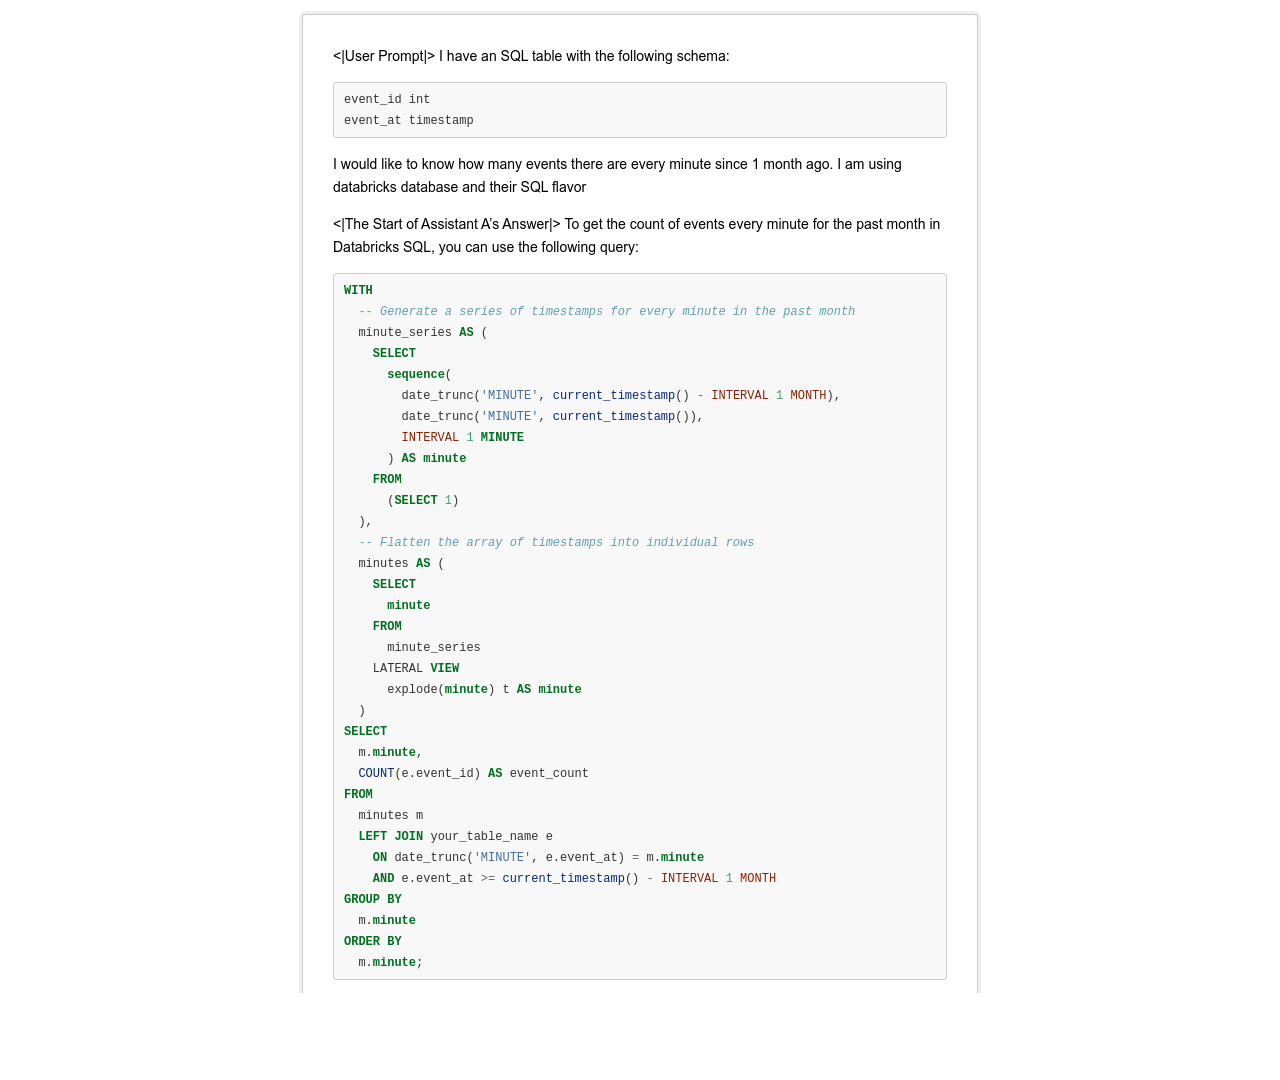 <|User Prompt|> I have an SQL table with the following schema:
event_id int
event_at timestamp
I would like to know how many events there are every minute since 1 month ago. I am using
databricks database and their SQL flavor
<|The Start of Assistant A’s Answer|> To get the count of events every minute for the past month in
Databricks SQL, you can use the following query:
WITH
  -- Generate a series of timestamps for every minute in the past month
  minute_series AS (
    SELECT
      sequence(
        date_trunc('MINUTE', current_timestamp() - INTERVAL 1 MONTH),
        date_trunc('MINUTE', current_timestamp()),
        INTERVAL 1 MINUTE
      ) AS minute
    FROM
      (SELECT 1)
  ),
  -- Flatten the array of timestamps into individual rows
  minutes AS (
    SELECT
      minute
    FROM
      minute_series
    LATERAL VIEW
      explode(minute) t AS minute
  )
SELECT
  m.minute,
  COUNT(e.event_id) AS event_count
FROM
  minutes m
  LEFT JOIN your_table_name e
    ON date_trunc('MINUTE', e.event_at) = m.minute
    AND e.event_at >= current_timestamp() - INTERVAL 1 MONTH
GROUP BY
  m.minute
ORDER BY
  m.minute;